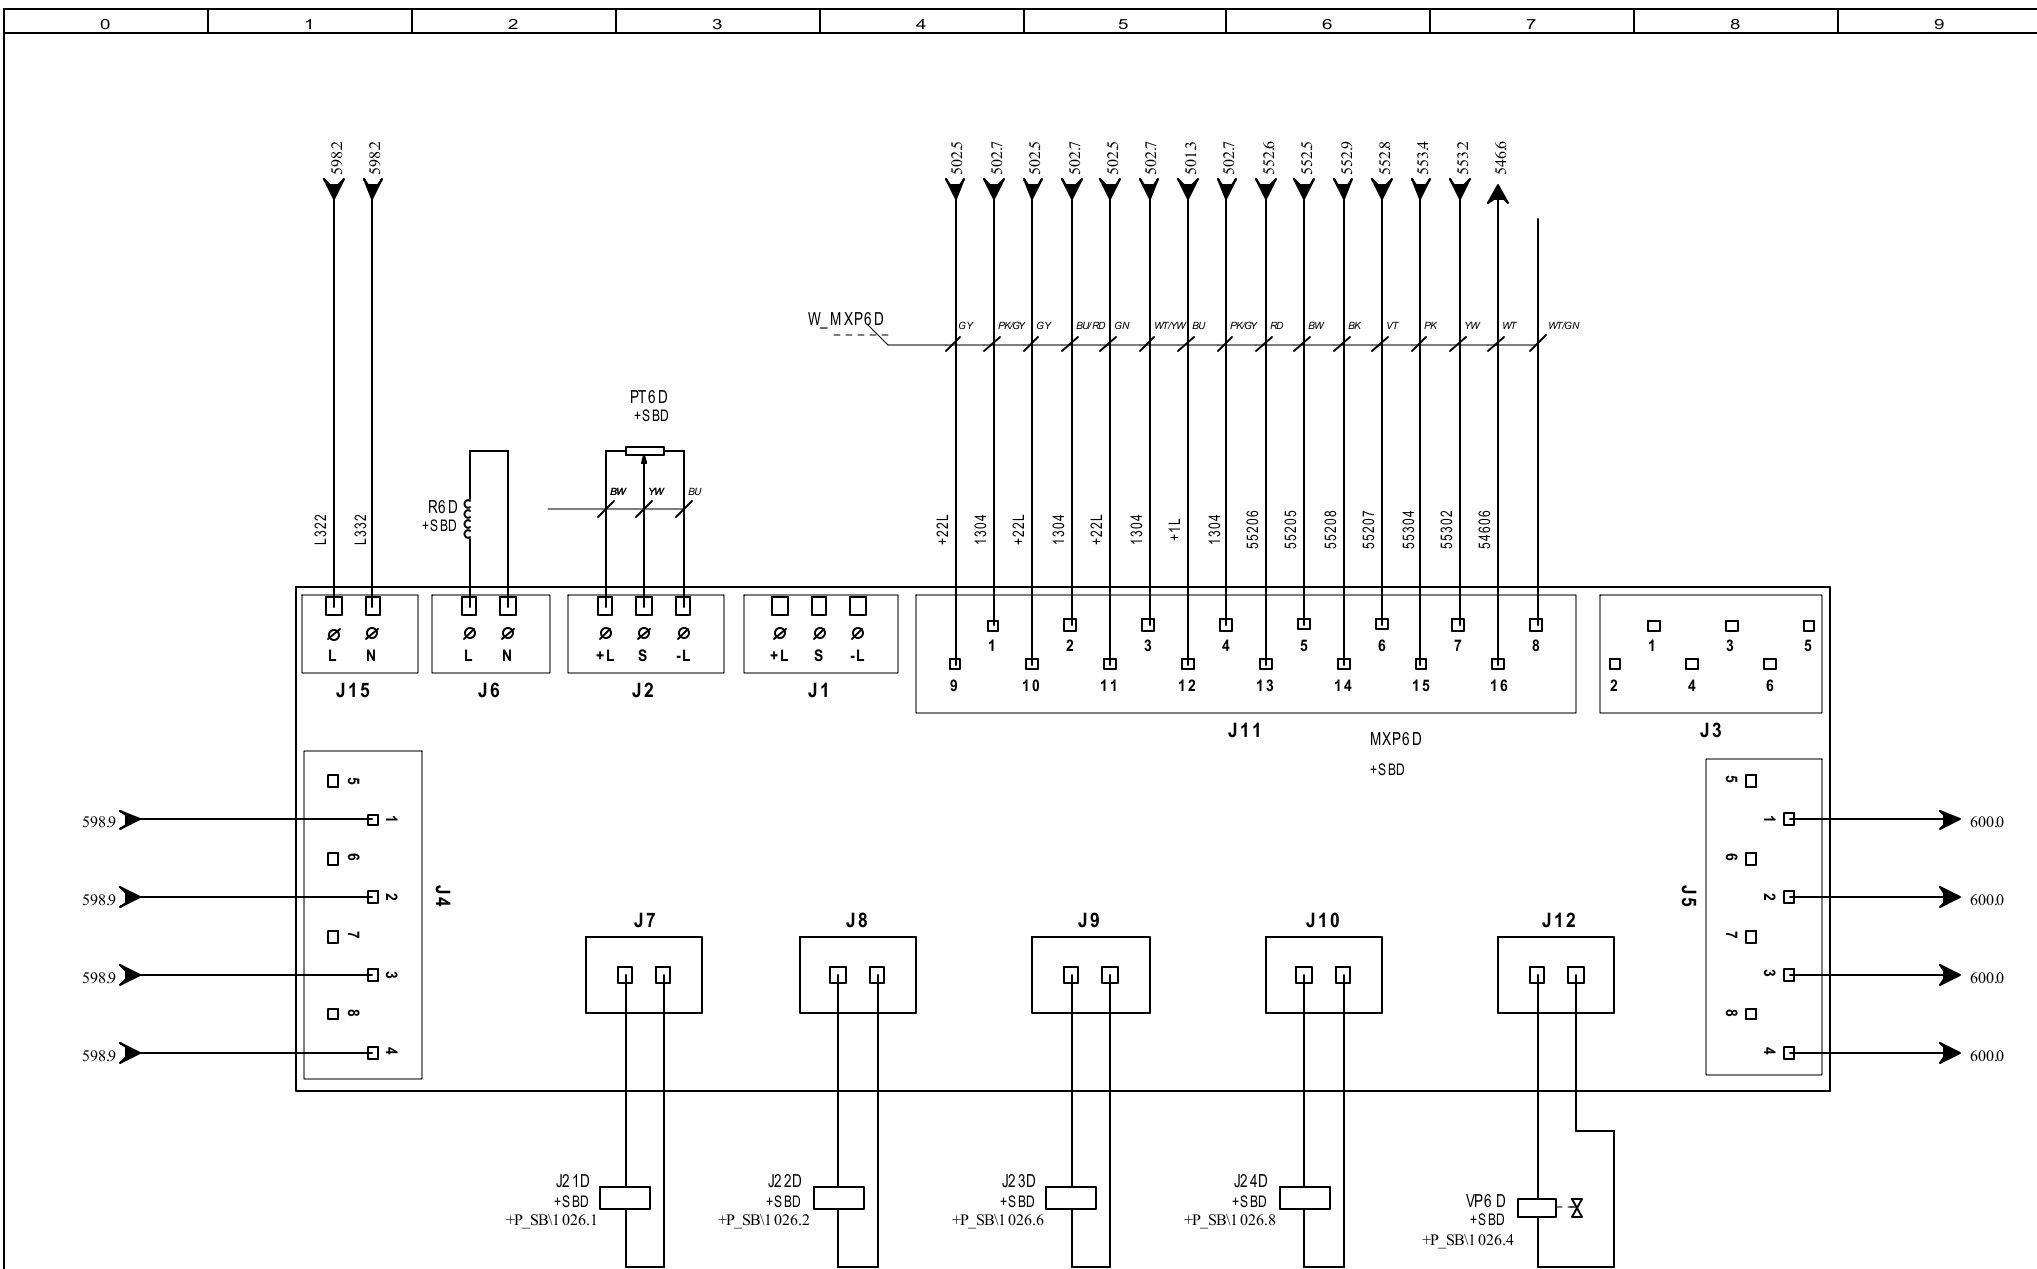 0 1 2 3 4 5 6 7 8 9
598.2 598.2 502.5 502.7 502.5 502.7 502.5 502.7 501.3 502.7 552.6 552.5 552.9 552.8 553.4 553.2 546.6
W_MXP6D GY PK/GY GY BU/RD GN WT/YW BU PK/GY RD BW BK VT PK YW WT WT/GN
PT6D
+SBD
BW YW BU
R6D
+SBD
L322 L332 +22L 1304 +22L 1304 +22L 1304 +1L 1304 55206 55205 55208 55207 55304 55302 54606
1 2 3 4 5 6 7 8 1 3 5
L N L N +L S -L +L S -L
9 10 11 12 13 14 15 16 2 4 6
J15 J6 J2 J1
J11 J3
MXP6D
+SBD
5 5
598.9 1 1 600.0
6 6
598.9 2 J4 J5 2 600.0
J7 J8 J9 J10 J12
7 7
598.9 3 3 600.0
8 8
598.9 4 4 600.0
J21D J22D J23D J24D
+SBD +SBD +SBD +SBD
+P_SB\1026.1 +P_SB\1026.2 +P_SB\1026.6 +P_SB\1026.8
VP6D
+SBD
+P_SB\1026.4